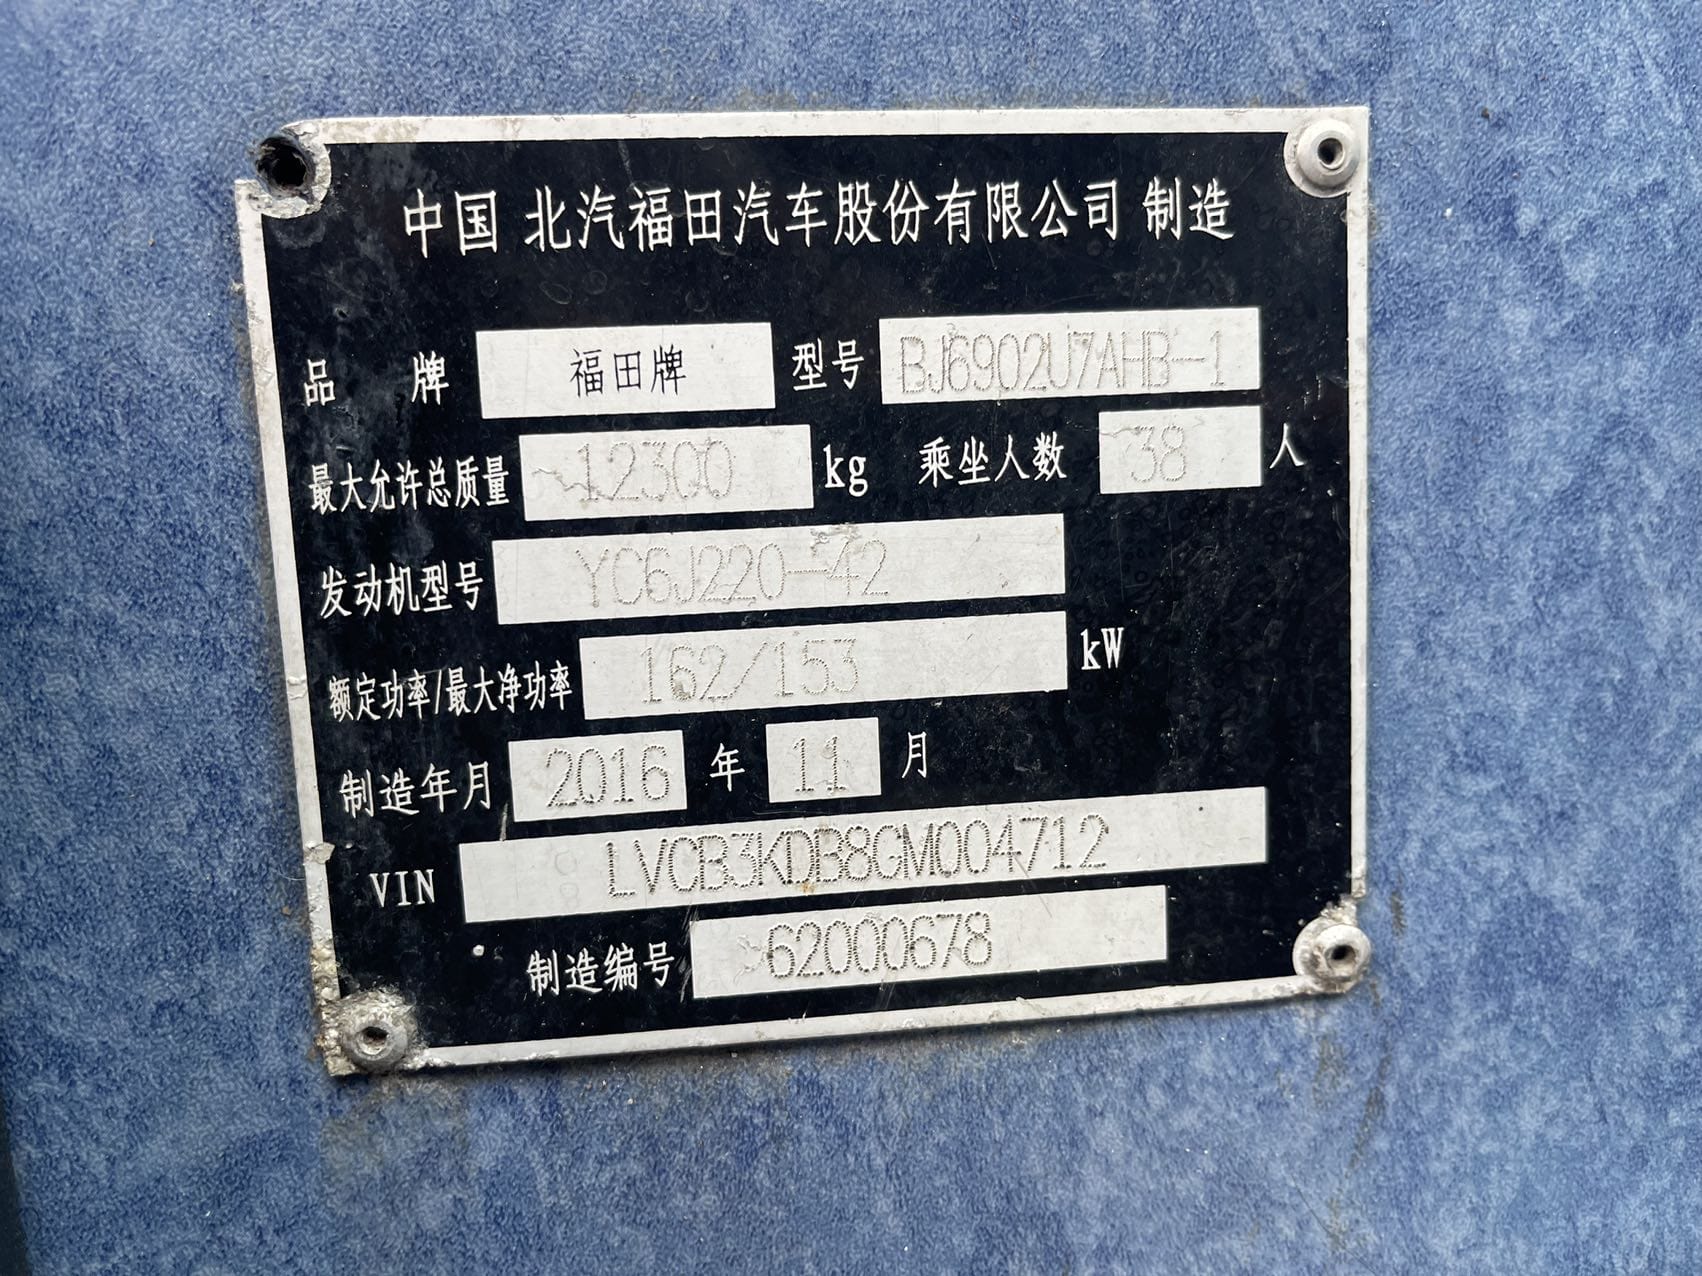 中国 北汽福田汽车股份有限公司 制造
品 牌 福田牌 型号 BJ6902U7AHB-1
最大允许总质量 12300 kg 乘坐人数 38 人
发动机型号 YC6J220-42
额定功率/最大净功率 162/153 kW
制造年月 2016 年 11 月
VIN LVCB3KDB8GM004712
制造编号 62000678